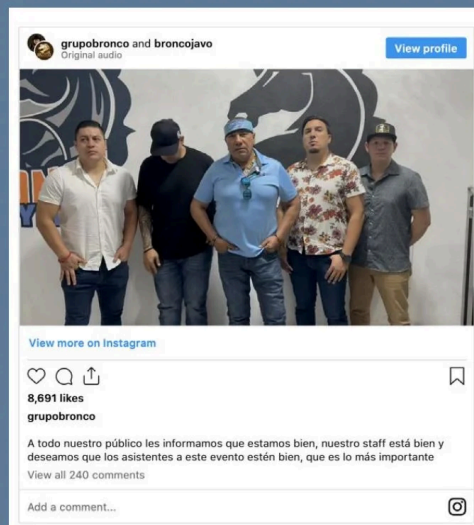 grupobronco and broncojavo
Original audio
View profile
View more on Instagram
8,691 likes
grupobronco
A todo nuestro público les informamos que estamos bien, nuestro staff está bien y
deseamos que los asistentes a este evento estén bien, que es lo más importante
View all 240 comments
Add a comment...